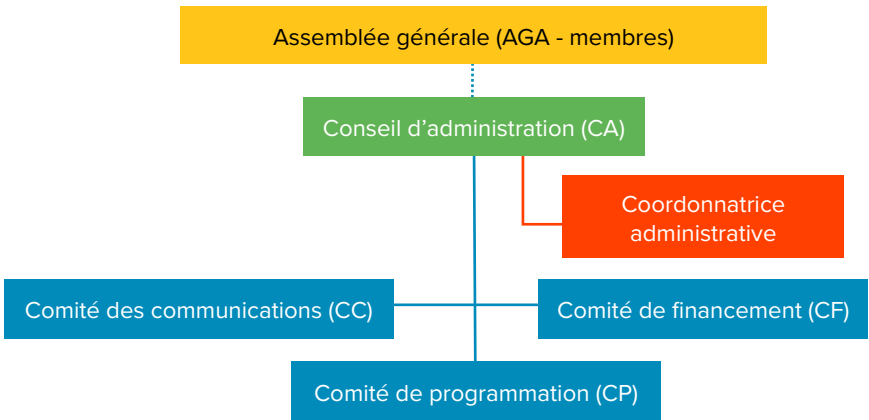 Assemblée générale (AGA - membres)
Conseil d’administration (CA)
Coordonnatrice
administrative
Comité des communications (CC)
Comité de financement (CF)
Comité de programmation (CP)